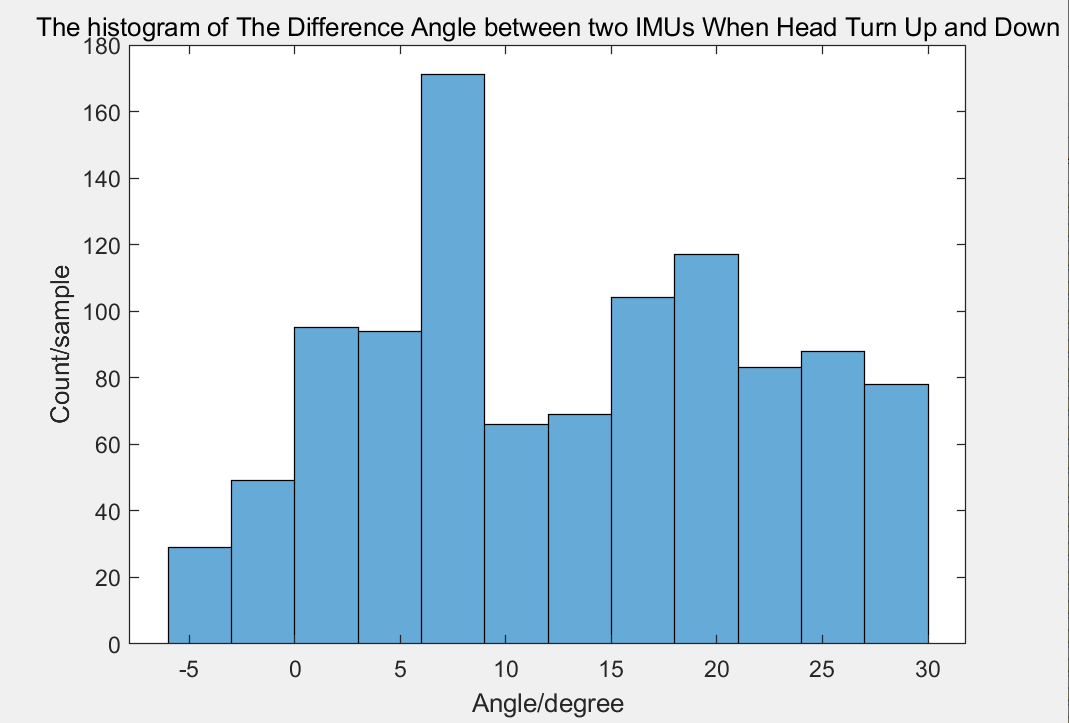 The histogram of The Difference Angle between two IMUs When Head Turn Up and Down
180
160
140
120
100
80
60
40
20
0
Count/sample
-5 0 5 10 15 20 25 30
Angle/degree